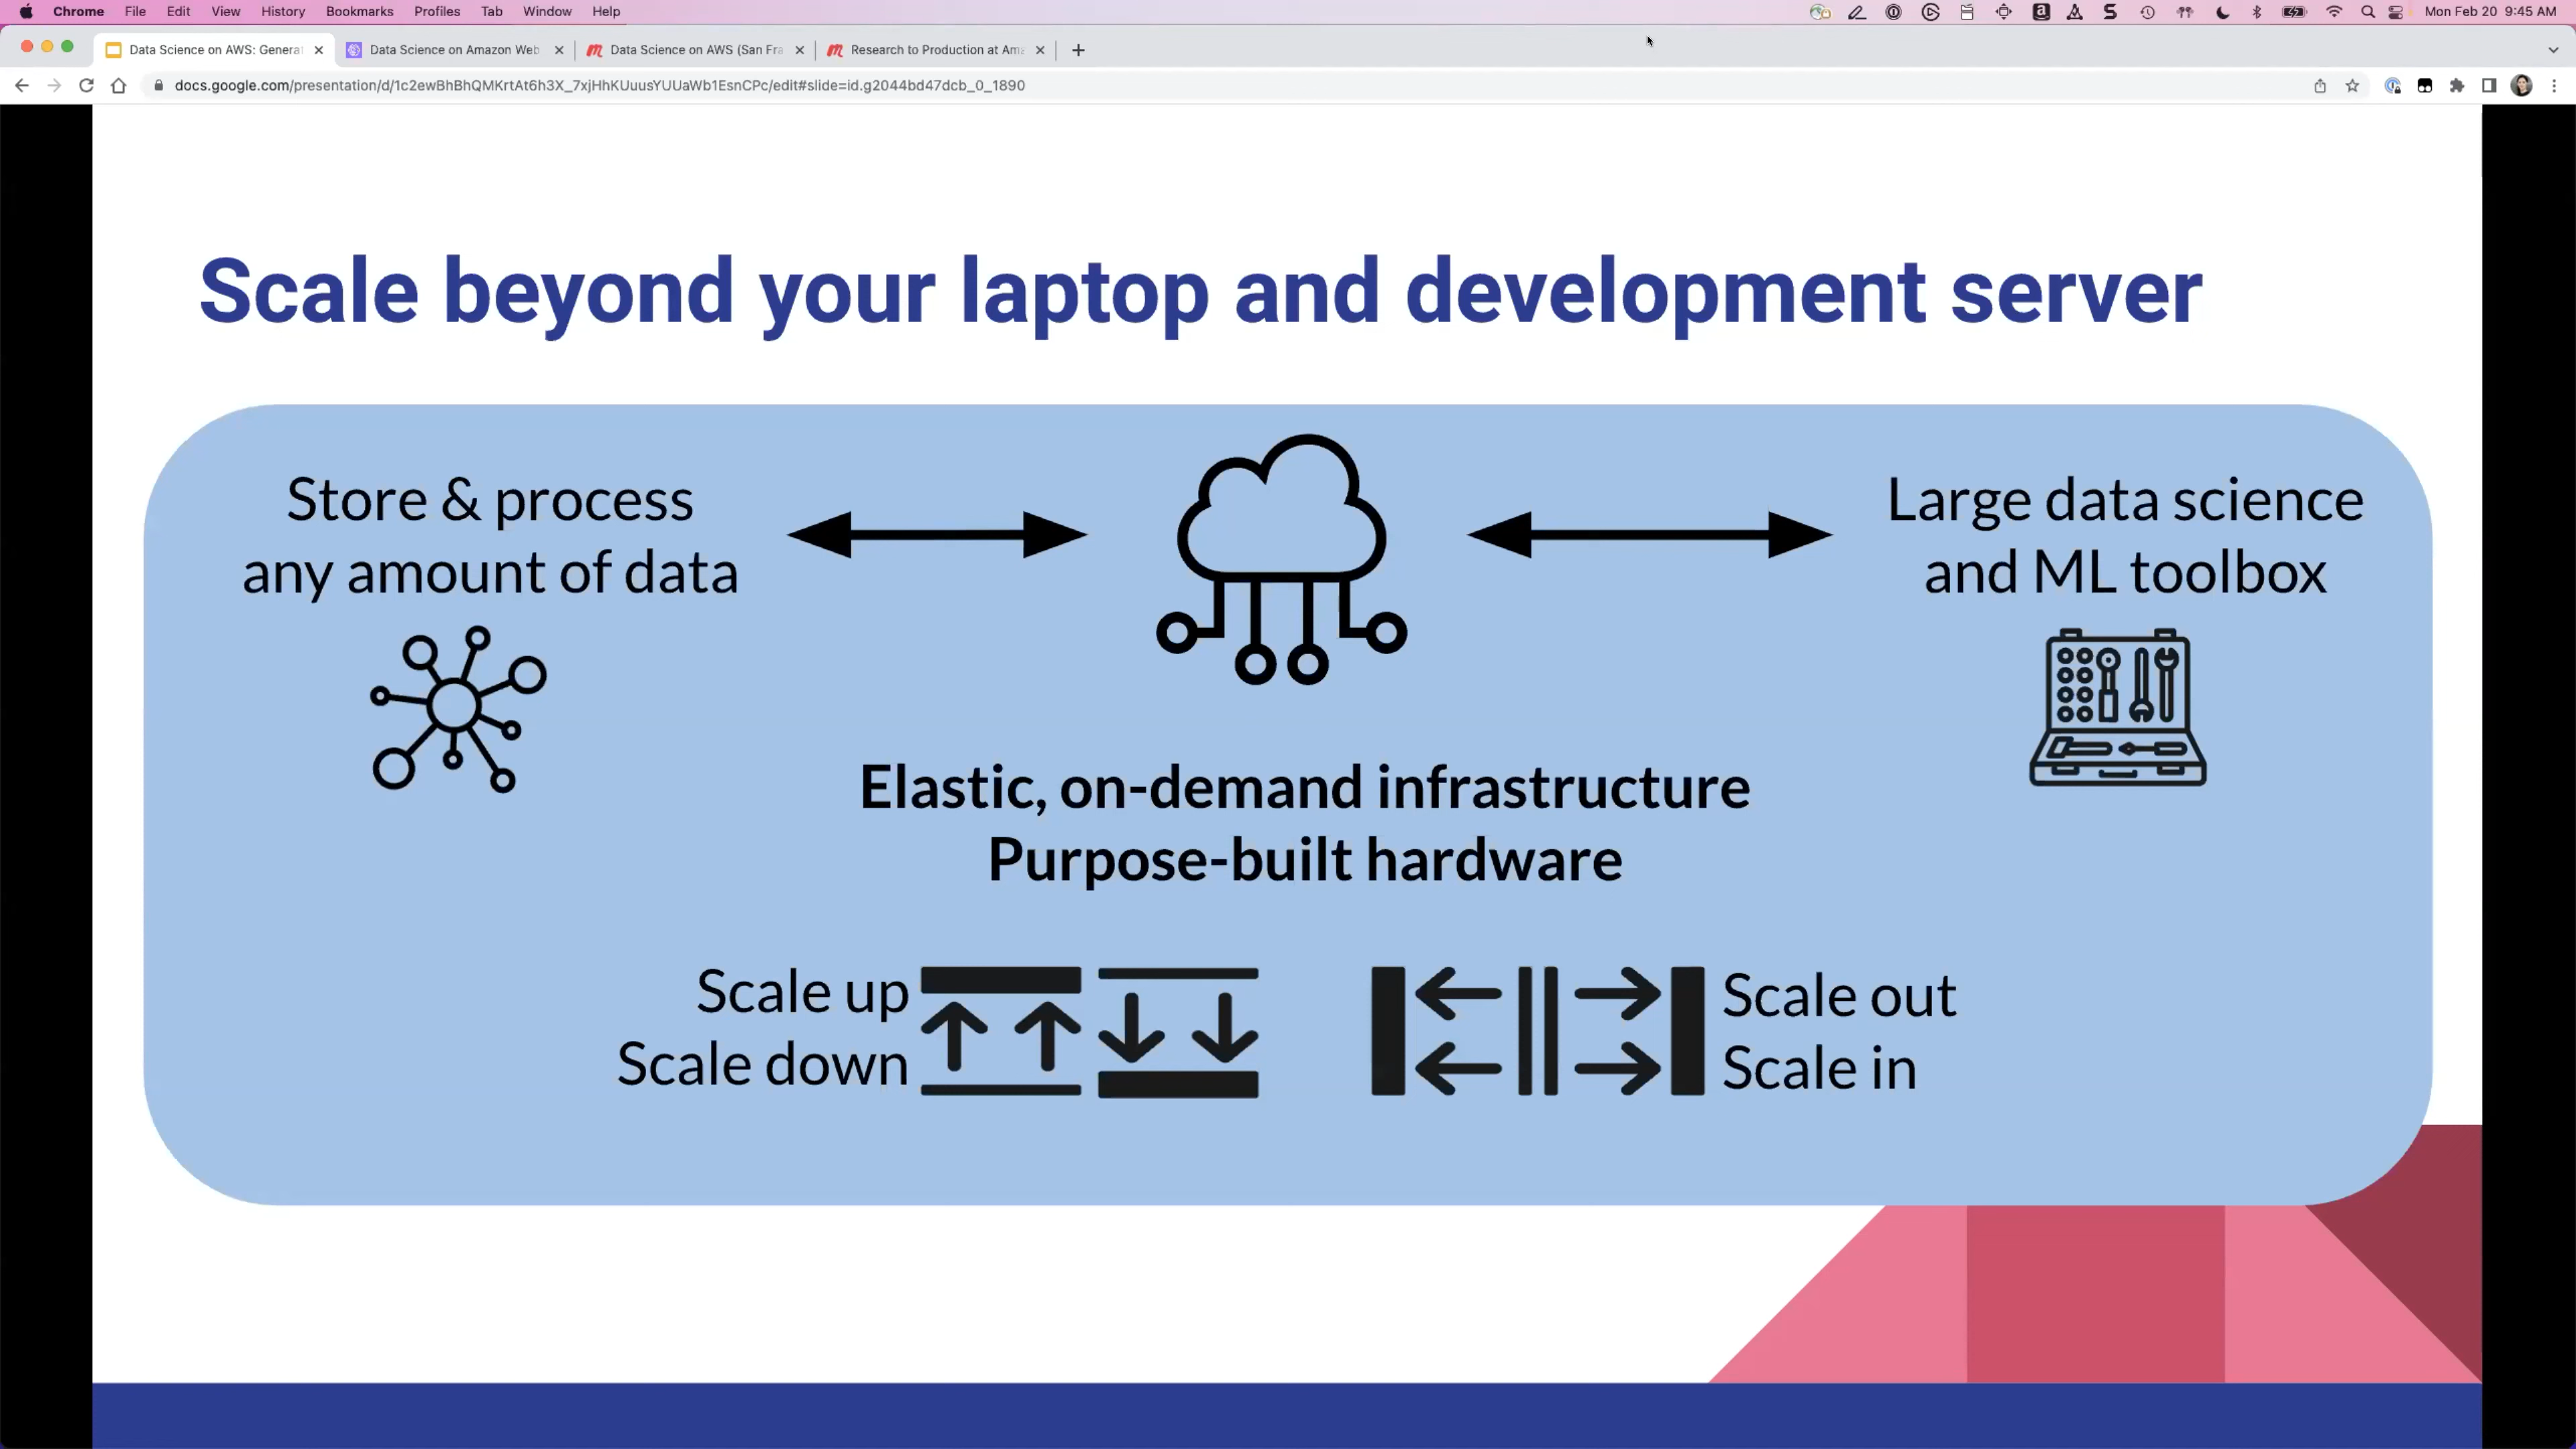 Chrome File Edit View History Bookmarks Profiles Tab Window Help Mon Feb 20 9:45 AM
Data Science on AWS: Genera Data Science on Amazon Web Data Science on AWS (San Fra Research to Production at Ama
docs.google.com/presentation/d/1c2ewBhBhQMKrtAt6h3X_7xjHhKUuusYUUaWb1EsnCPc/edit#slide=id.g2044bd47dcb_0_1890
Scale beyond your laptop and development server
Store & process
any amount of data
Large data science
and ML toolbox
Elastic, on-demand infrastructure
Purpose-built hardware
Scale up
Scale down
Scale out
Scale in